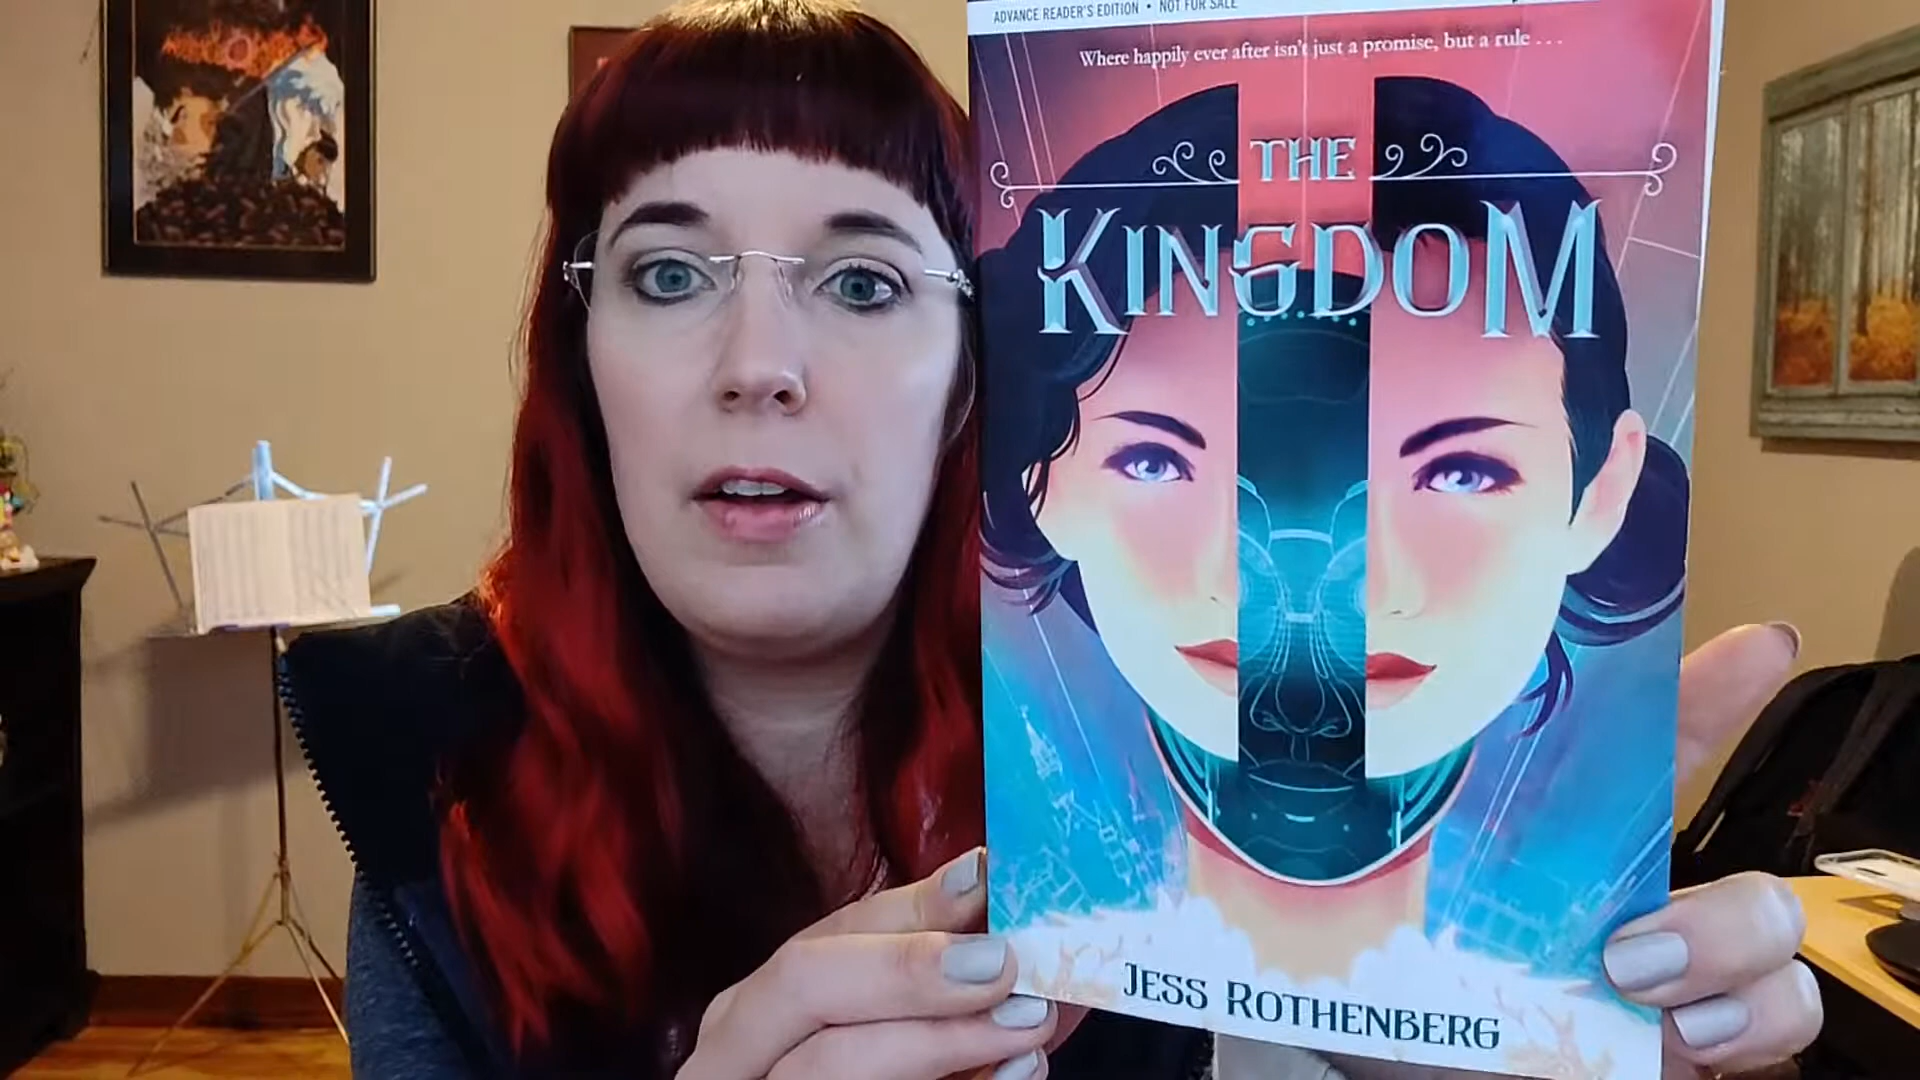 ADVANCE READER'S EDITION • NOT FOR SALE
Where happily ever after isn't just a promise, but a rule . . .
THE
KINGDOM
JESS ROTHENBERG